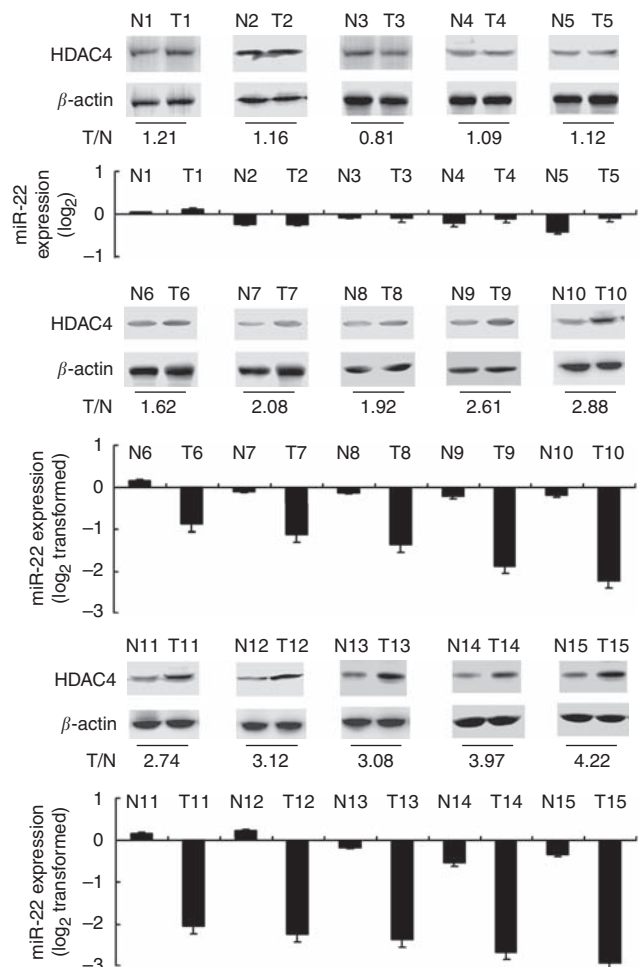 N1 T1 N2 T2 N3 T3 N4 T4 N5 T5
HDAC4
β-actin
T/N 1.21 1.16 0.81 1.09 1.12
N1 T1 N2 T2 N3 T3 N4 T4 N5 T5
miR-22
expression
(log2)
1
0
–1
N6 T6 N7 T7 N8 T8 N9 T9 N10 T10
HDAC4
β-actin
T/N 1.62 2.08 1.92 2.61 2.88
N6 T6 N7 T7 N8 T8 N9 T9 N10 T10
miR-22 expression
(log2 transformed)
1
0
–1
–2
–3
N11 T11 N12 T12 N13 T13 N14 T14 N15 T15
HDAC4
β-actin
T/N 2.74 3.12 3.08 3.97 4.22
N11 T11 N12 T12 N13 T13 N14 T14 N15 T15
miR-22 expression
(log2 transformed)
1
0
–1
–2
–3